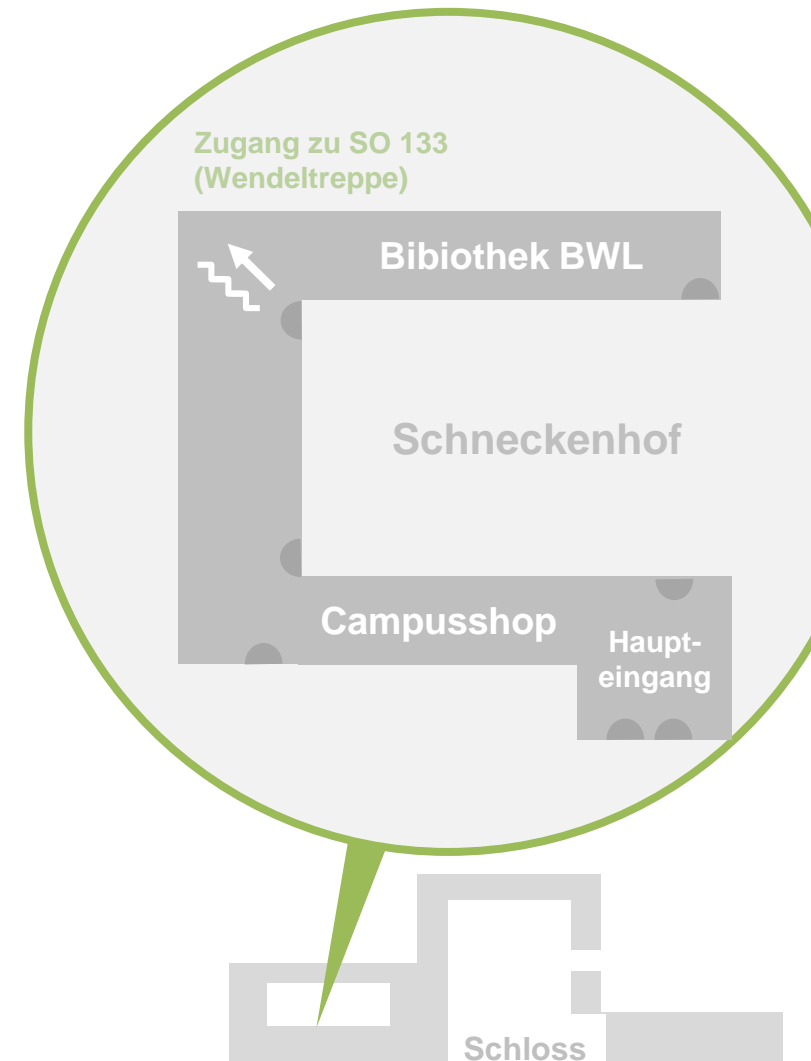 Zugang zu SO 133
(Wendeltreppe)
Bibiothek BWL
Schneckenhof
Campusshop
Haupt-
eingang
Schloss